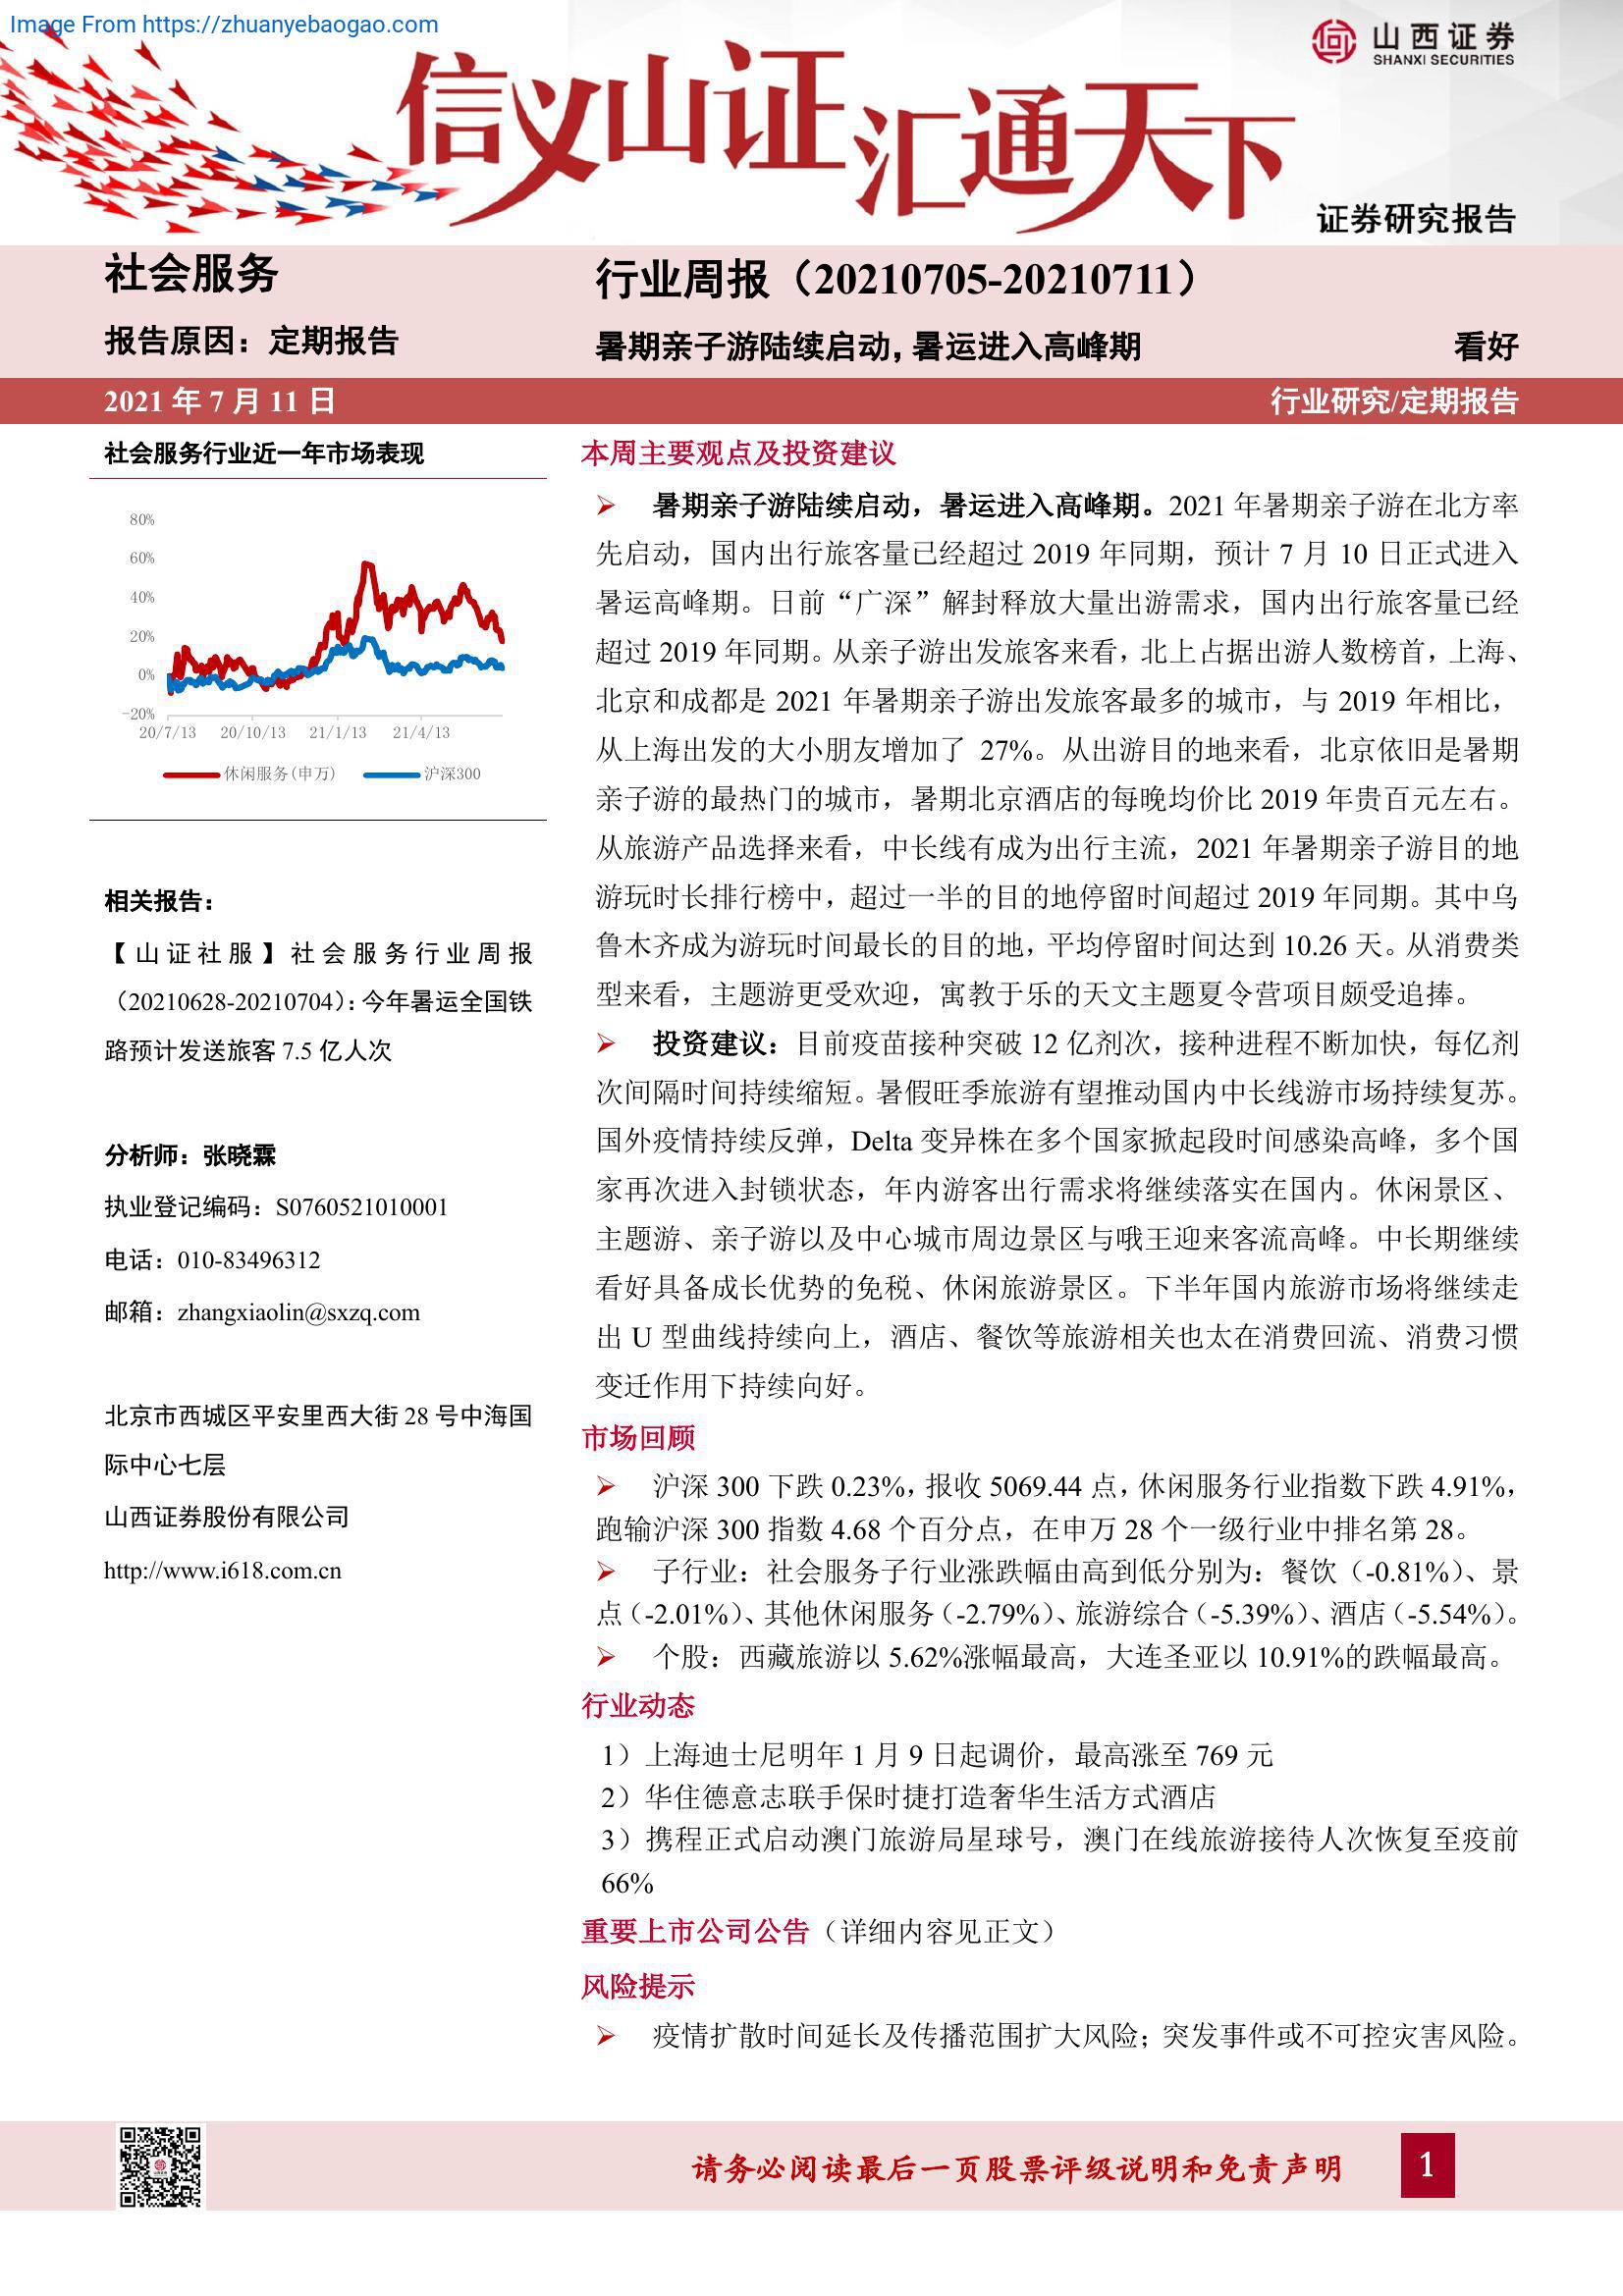 Image From https://zhuanyebaogao.com
山西证券
SHANXI SECURITIES
信义山证汇通天下
证券研究报告
社会服务
报告原因：定期报告
行业周报（20210705-20210711）
暑期亲子游陆续启动，暑运进入高峰期
看好
2021 年 7 月 11 日
行业研究/定期报告
社会服务行业近一年市场表现
80%
60%
40%
20%
0%
-20%
20/7/13 20/10/13 21/1/13 21/4/13
休闲服务(申万) 沪深300
相关报告：
【山证社服】社会服务行业周报
（20210628-20210704）：今年暑运全国铁
路预计发送旅客 7.5 亿人次
分析师：张晓霖
执业登记编码：S0760521010001
电话：010-83496312
邮箱：zhangxiaolin@sxzq.com
北京市西城区平安里西大街 28 号中海国
际中心七层
山西证券股份有限公司
http://www.i618.com.cn
本周主要观点及投资建议
➢ 暑期亲子游陆续启动，暑运进入高峰期。2021 年暑期亲子游在北方率
先启动，国内出行旅客量已经超过 2019 年同期，预计 7 月 10 日正式进入
暑运高峰期。日前“广深”解封释放大量出游需求，国内出行旅客量已经
超过 2019 年同期。从亲子游出发旅客来看，北上占据出游人数榜首，上海、
北京和成都是 2021 年暑期亲子游出发旅客最多的城市，与 2019 年相比，
从上海出发的大小朋友增加了 27%。从出游目的地来看，北京依旧是暑期
亲子游的最热门的城市，暑期北京酒店的每晚均价比 2019 年贵百元左右。
从旅游产品选择来看，中长线有成为出行主流，2021 年暑期亲子游目的地
游玩时长排行榜中，超过一半的目的地停留时间超过 2019 年同期。其中乌
鲁木齐成为游玩时间最长的目的地，平均停留时间达到 10.26 天。从消费类
型来看，主题游更受欢迎，寓教于乐的天文主题夏令营项目颇受追捧。
➢ 投资建议：目前疫苗接种突破 12 亿剂次，接种进程不断加快，每亿剂
次间隔时间持续缩短。暑假旺季旅游有望推动国内中长线游市场持续复苏。
国外疫情持续反弹，Delta 变异株在多个国家掀起段时间感染高峰，多个国
家再次进入封锁状态，年内游客出行需求将继续落实在国内。休闲景区、
主题游、亲子游以及中心城市周边景区与哦王迎来客流高峰。中长期继续
看好具备成长优势的免税、休闲旅游景区。下半年国内旅游市场将继续走
出 U 型曲线持续向上，酒店、餐饮等旅游相关也太在消费回流、消费习惯
变迁作用下持续向好。
市场回顾
➢ 沪深 300 下跌 0.23%，报收 5069.44 点，休闲服务行业指数下跌 4.91%，
跑输沪深 300 指数 4.68 个百分点，在申万 28 个一级行业中排名第 28。
➢ 子行业：社会服务子行业涨跌幅由高到低分别为：餐饮（-0.81%）、景
点（-2.01%）、其他休闲服务（-2.79%）、旅游综合（-5.39%）、酒店（-5.54%）。
➢ 个股：西藏旅游以 5.62%涨幅最高，大连圣亚以 10.91%的跌幅最高。
行业动态
1）上海迪士尼明年 1 月 9 日起调价，最高涨至 769 元
2）华住德意志联手保时捷打造奢华生活方式酒店
3）携程正式启动澳门旅游局星球号，澳门在线旅游接待人次恢复至疫前
66%
重要上市公司公告（详细内容见正文）
风险提示
➢ 疫情扩散时间延长及传播范围扩大风险；突发事件或不可控灾害风险。
请务必阅读最后一页股票评级说明和免责声明
1